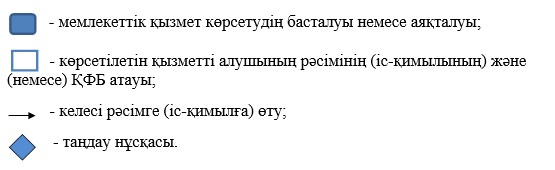 - мемлекеттік қызмет көрсетудің басталуы немесе аяқталуы;
- көрсетілетін қызметті алушының рәсімінің (іс-қимылының) және
(немесе) ҚФБ атауы;
- келесі рәсімге (іс-қимылға) өту;
- таңдау нұсқасы.